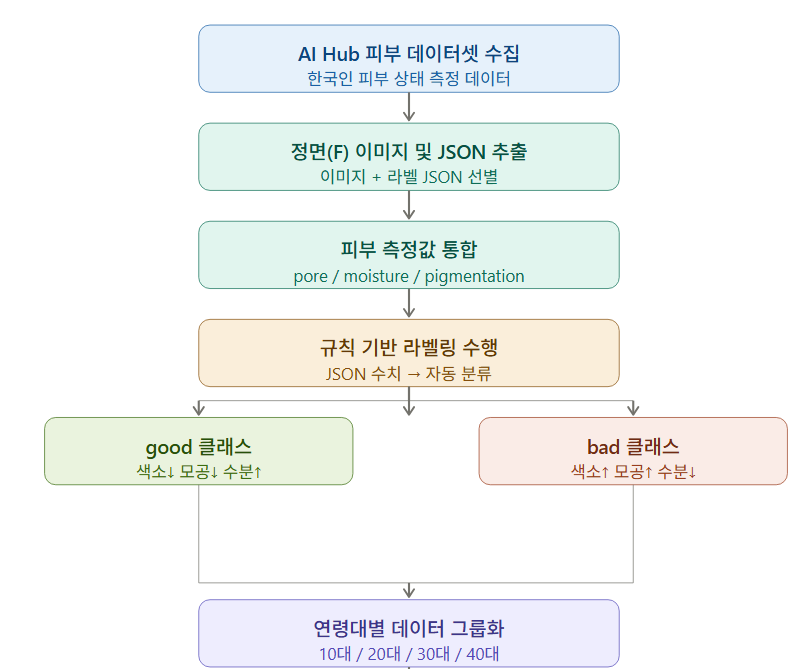 AI Hub 피부 데이터셋 수집
한국인 피부 상태 측정 데이터
정면(F) 이미지 및 JSON 추출
이미지 + 라벨 JSON 선별
피부 측정값 통합
pore / moisture / pigmentation
규칙 기반 라벨링 수행
JSON 수치 → 자동 분류
good 클래스
색소↓ 모공↓ 수분↑
bad 클래스
색소↑ 모공↑ 수분↓
연령대별 데이터 그룹화
10대 / 20대 / 30대 / 40대